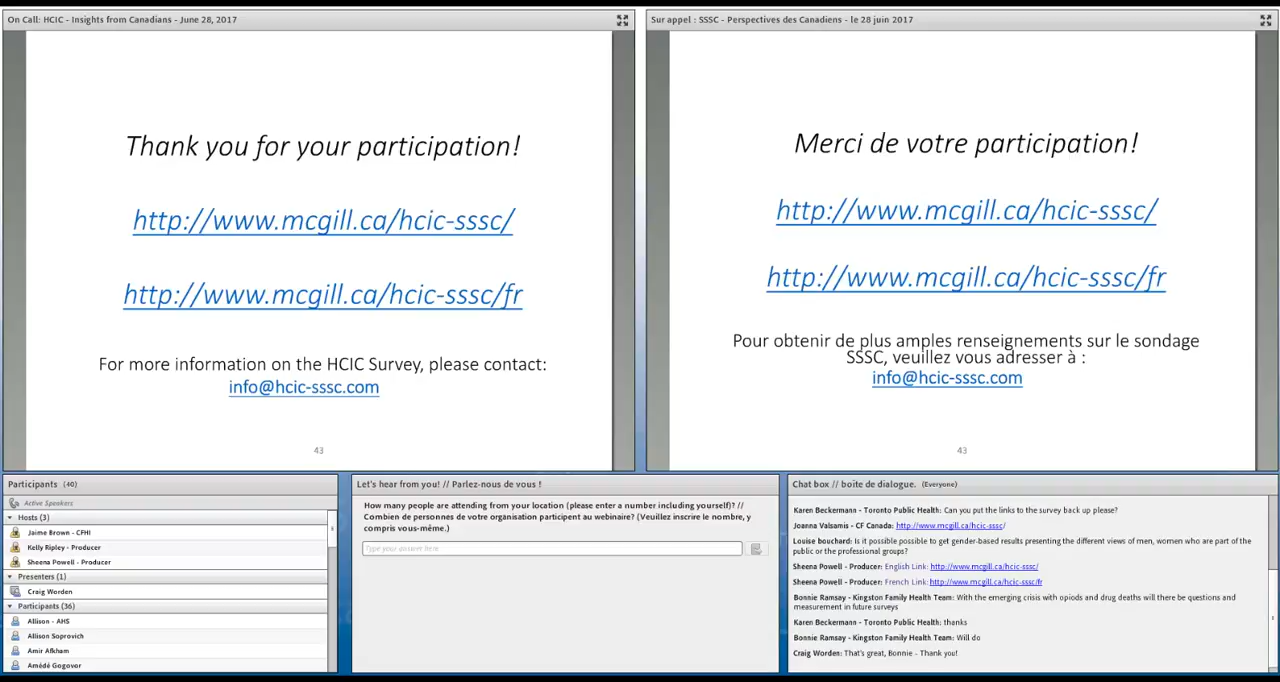 On Call: HCIC - Insights from Canadians - June 28, 2017
Thank you for your participation!
http://www.mcgill.ca/hcic-sssc/
http://www.mcgill.ca/hcic-sssc/fr
For more information on the HCIC Survey, please contact:
info@hcic-sssc.com
43
Sur appel : SSSC - Perspectives des Canadiens - le 28 juin 2017
Merci de votre participation!
http://www.mcgill.ca/hcic-sssc/
http://www.mcgill.ca/hcic-sssc/fr
Pour obtenir de plus amples renseignements sur le sondage
SSSC, veuillez vous adresser à :
info@hcic-sssc.com
43
Participants (40)
Active Speakers
Hosts (3)
Jaime Brown - CFHI
Kelly Ripley - Producer
Sheena Powell - Producer
Presenters (1)
Craig Worden
Participants (36)
Allison - AHS
Allison Soprovich
Amir Afkham
Amédé Gogovor
Let's hear from you! // Parlez-nous de vous !
How many people are attending from your location (please enter a number including yourself)? //
Combien de personnes de votre organisation participent au webinaire? (Veuillez inscrire le nombre, y
compris vous-même.)
Type your answer here
Chat box // boîte de dialogue. (Everyone)
Karen Beckermann - Toronto Public Health: Can you put the links to the survey back up please?
Joanna Valsamis - CF Canada: http://www.mcgill.ca/hcic-sssc/
Louise bouchard: Is it possible possible to get gender-based results presenting the different views of men, women who are part of the
public or the professional groups?
Sheena Powell - Producer: English Link: http://www.mcgill.ca/hcic-sssc/
Sheena Powell - Producer: French Link: http://www.mcgill.ca/hcic-sssc/fr
Bonnie Ramsay - Kingston Family Health Team: With the emerging crisis with opiods and drug deaths will there be questions and
measurement in future surveys
Karen Beckermann - Toronto Public Health: thanks
Bonnie Ramsay - Kingston Family Health Team: Will do
Craig Worden: That's great, Bonnie - Thank you!